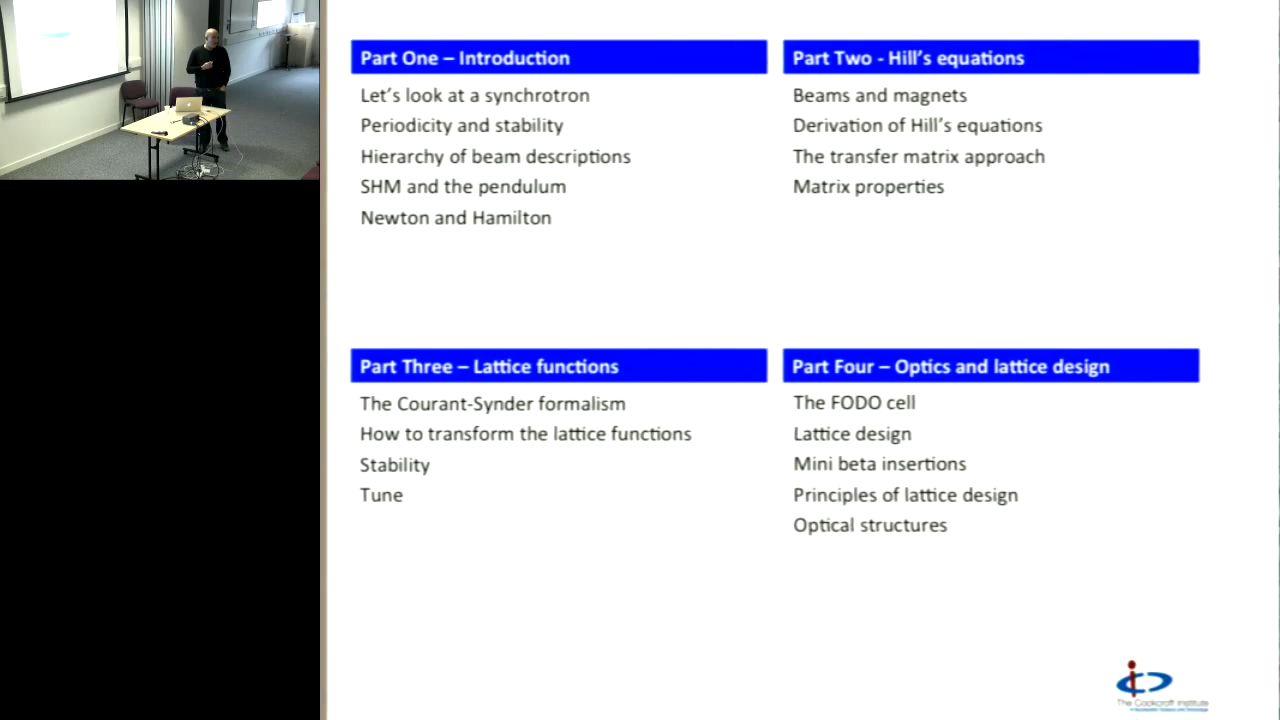 Part One – Introduction
Let's look at a synchrotron
Periodicity and stability
Hierarchy of beam descriptions
SHM and the pendulum
Newton and Hamilton
Part Two - Hill's equations
Beams and magnets
Derivation of Hill's equations
The transfer matrix approach
Matrix properties
Part Three – Lattice functions
The Courant-Synder formalism
How to transform the lattice functions
Stability
Tune
Part Four – Optics and lattice design
The FODO cell
Lattice design
Mini beta insertions
Principles of lattice design
Optical structures
The Cockcroft Institute